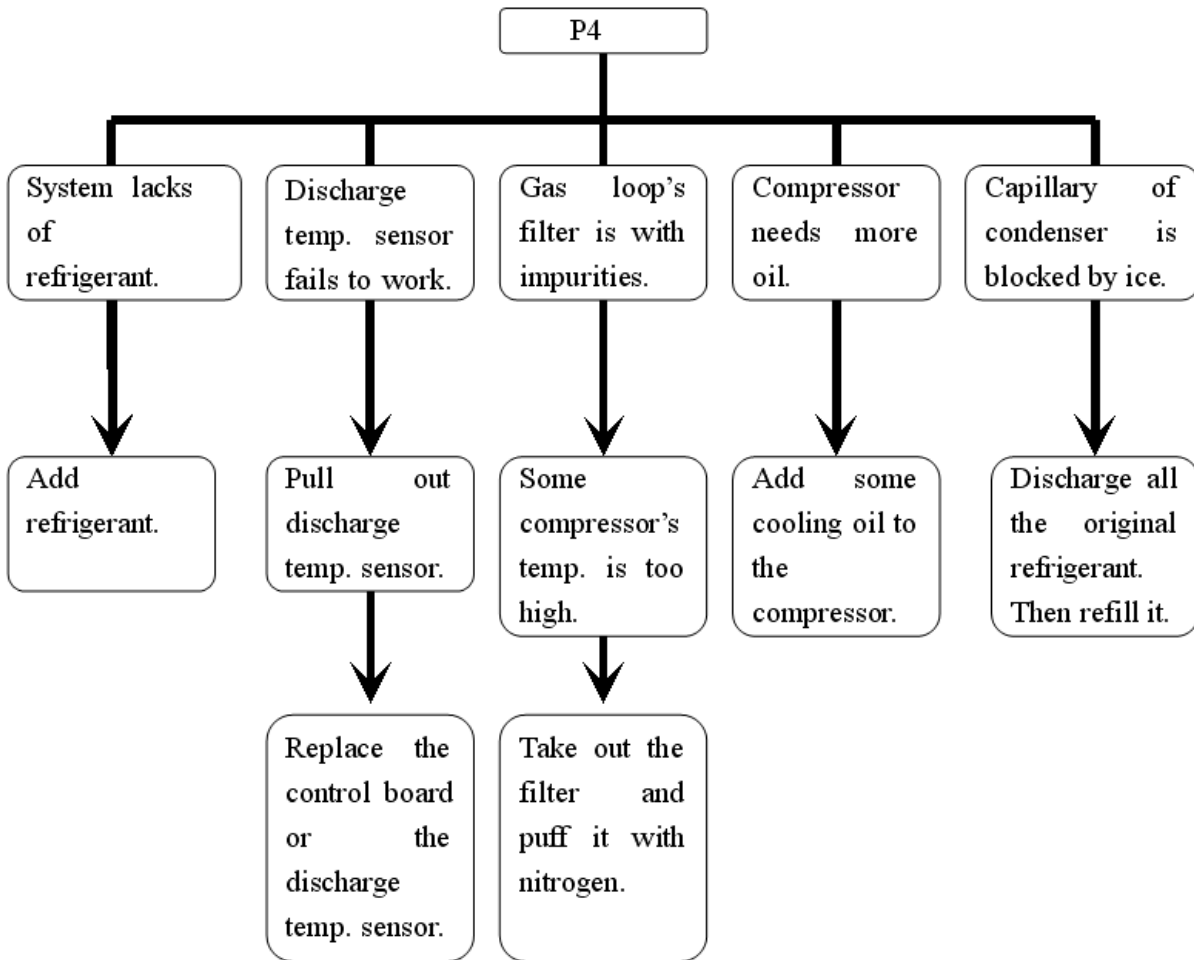 P4
System lacks
of
refrigerant.
Discharge
temp. sensor
fails to work.
Gas loop’s
filter is with
impurities.
Compressor
needs more
oil.
Capillary of
condenser is
blocked by ice.
Add
refrigerant.
Pull out
discharge
temp. sensor.
Some
compressor’s
temp. is too
high.
Add some
cooling oil to
the
compressor.
Discharge all
the original
refrigerant.
Then refill it.
Replace the
control board
or the
discharge
temp. sensor.
Take out the
filter and
puff it with
nitrogen.